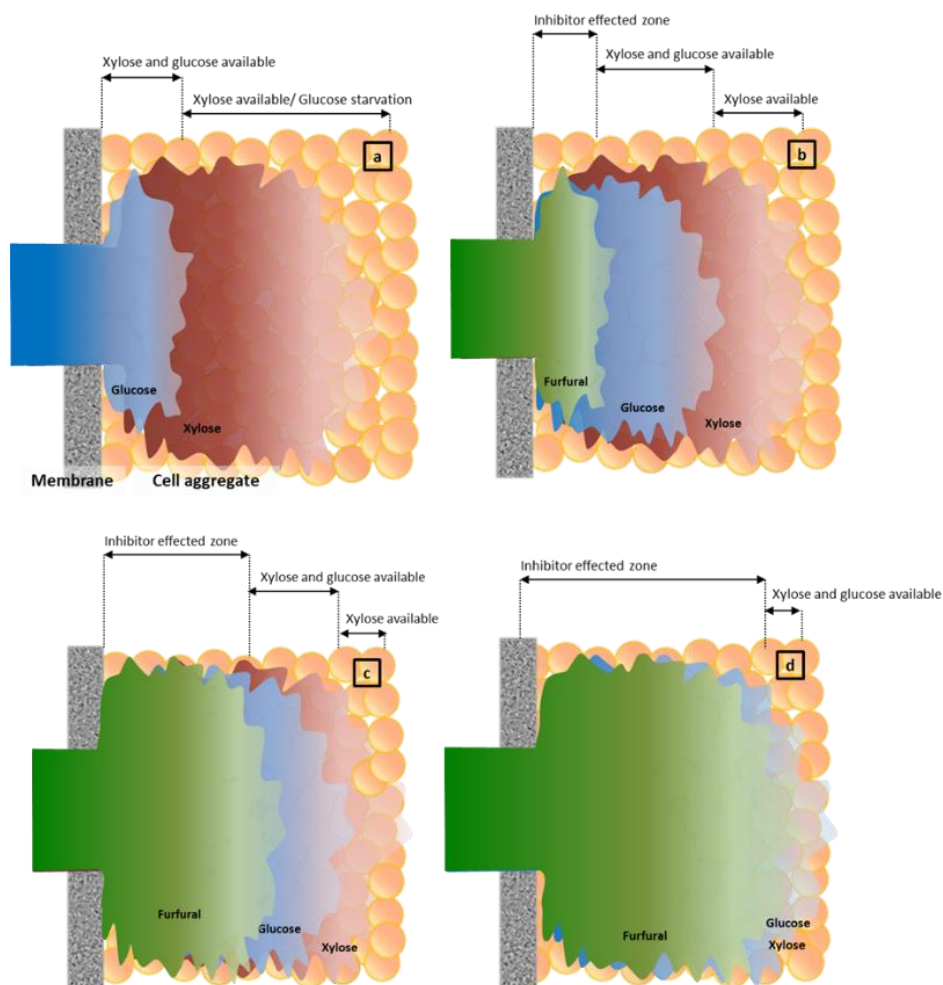 Xylose and glucose available
Xylose available/ Glucose starvation
a
Glucose
Xylose
Membrane Cell aggregate
Inhibitor effected zone
Xylose and glucose available
Xylose available
b
Furfural
Glucose
Xylose
Inhibitor effected zone
Xylose and glucose available
Xylose available
c
Furfural
Glucose
Xylose
Inhibitor effected zone
Xylose and glucose available
d
Glucose
Furfural
Xylose